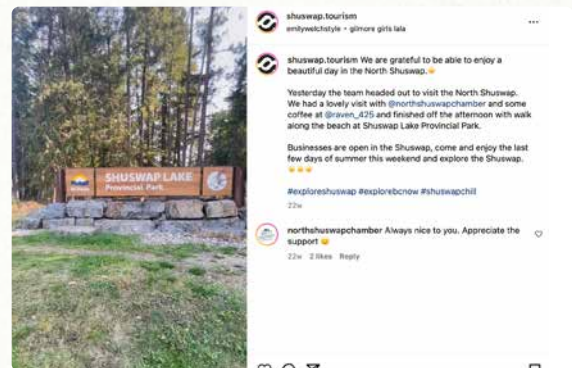 SHUSWAP LAKE
Provincial Park
shuswap.tourism
emilywelchstyle • gilmore girls lala
shuswap.tourism We are grateful to be able to enjoy a
beautiful day in the North Shuswap.
Yesterday the team headed out to visit the North Shuswap.
We had a lovely visit with @northshuswapchamber and some
coffee at @raven_425 and finished off the afternoon with walk
along the beach at Shuswap Lake Provincial Park.
Businesses are open in the Shuswap, come and enjoy the last
few days of summer this weekend and explore the Shuswap.
#exploreshuswap #explorebcnow #shuswapchill
22w
northshuswapchamber Always nice to you. Appreciate the
support
22w 2 likes Reply